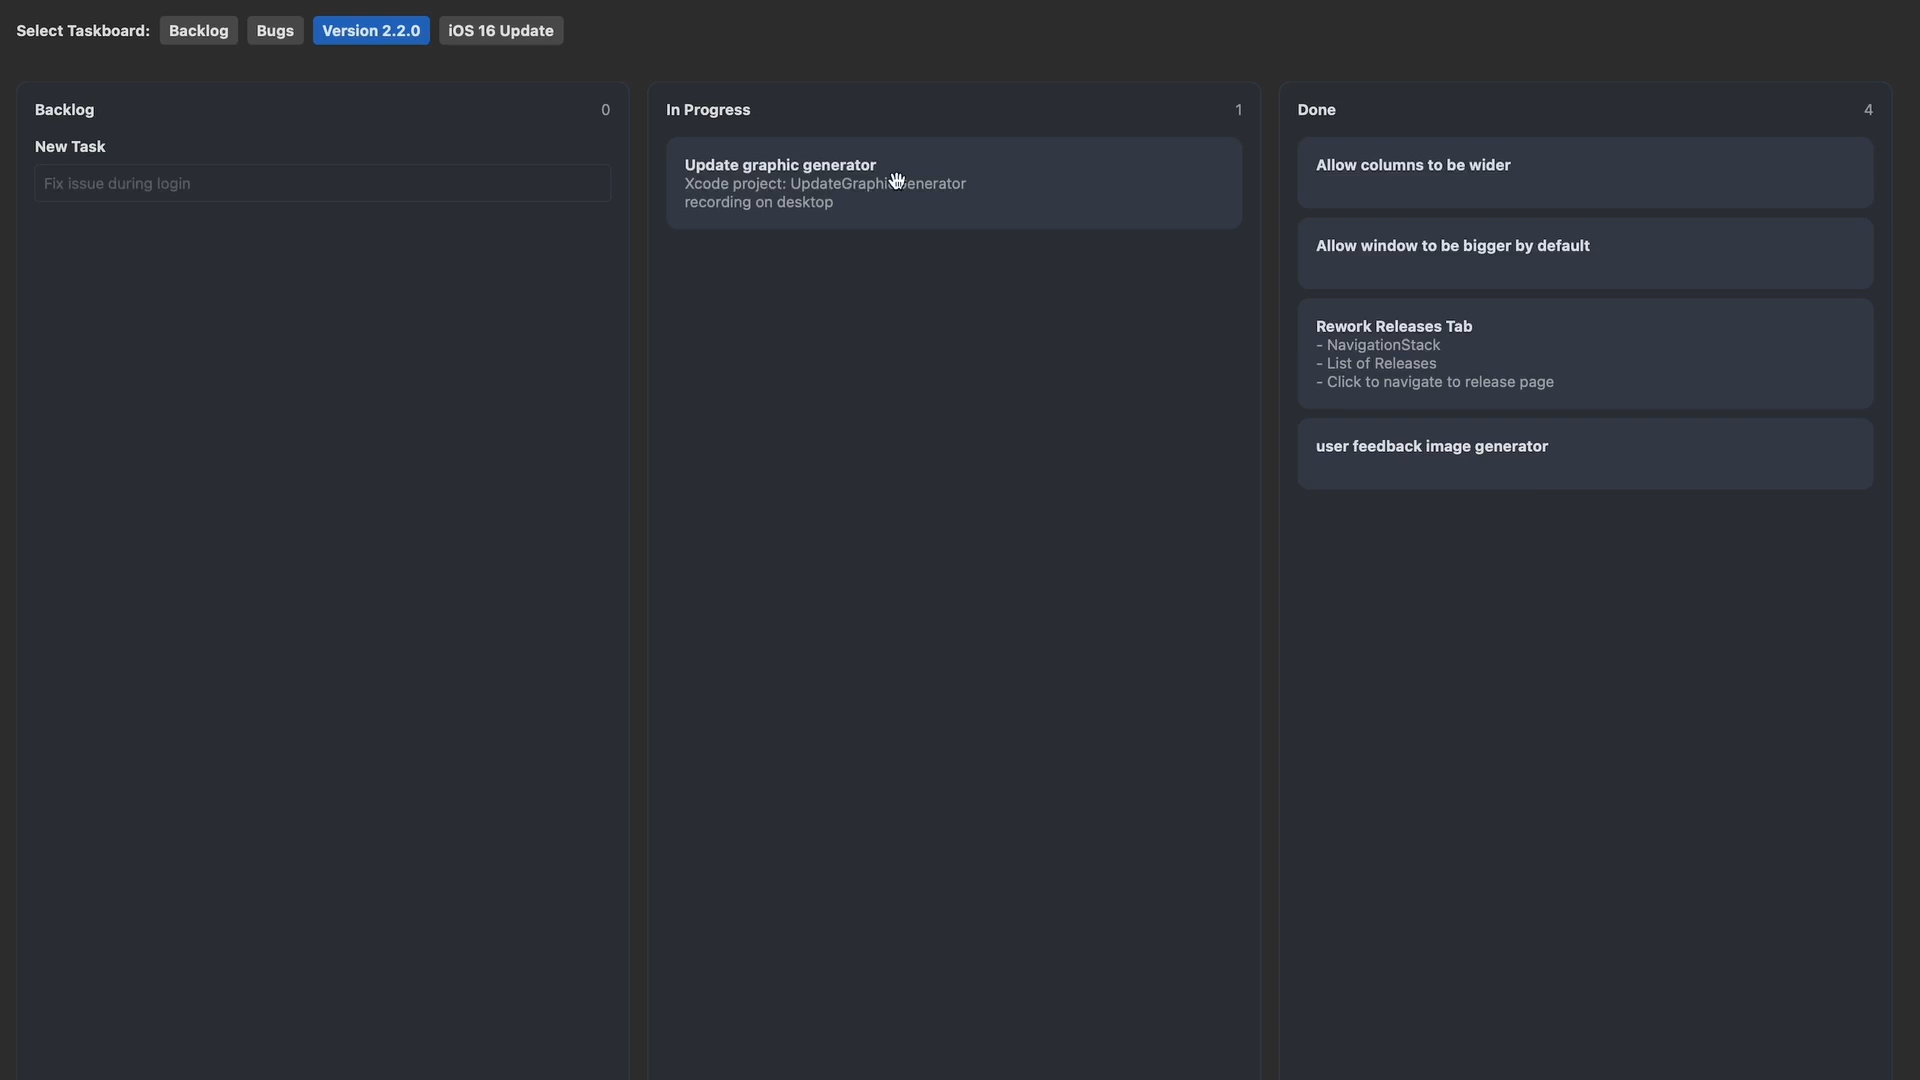 Select Taskboard: Backlog Bugs Version 2.2.0 iOS 16 Update
Backlog 0
New Task
Fix issue during login
In Progress 1
Update graphic generator
Xcode project: UpdateGraphicGenerator
recording on desktop
Done 4
Allow columns to be wider
Allow window to be bigger by default
Rework Releases Tab
- NavigationStack
- List of Releases
- Click to navigate to release page
user feedback image generator